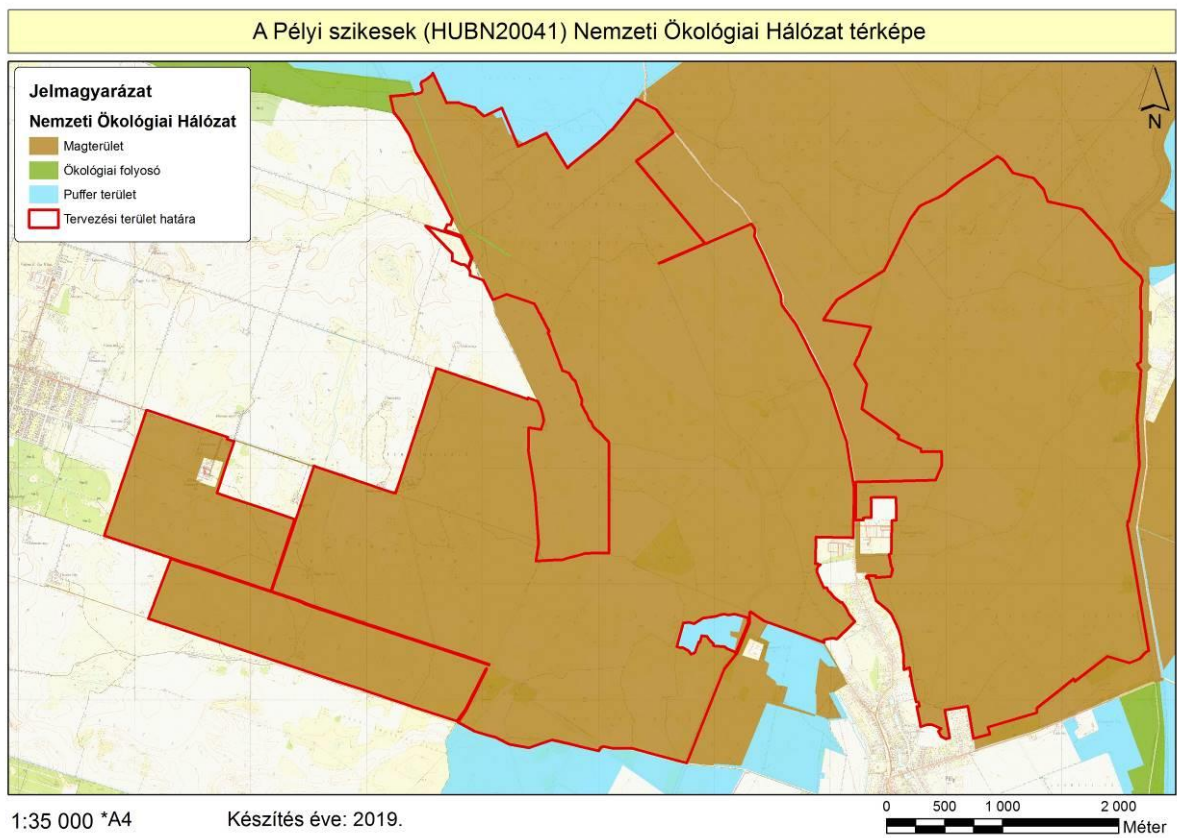 A Pélyi szikesek (HUBN20041) Nemzeti Ökológiai Hálózat térképe
Jelmagyarázat
Nemzeti Ökológiai Hálózat
Magterület
Ökológiai folyosó
Puffer terület
Tervezési terület határa
N
Pély
1:35 000 *A4
Készítés éve: 2019.
0 500 1 000 2 000
Méter